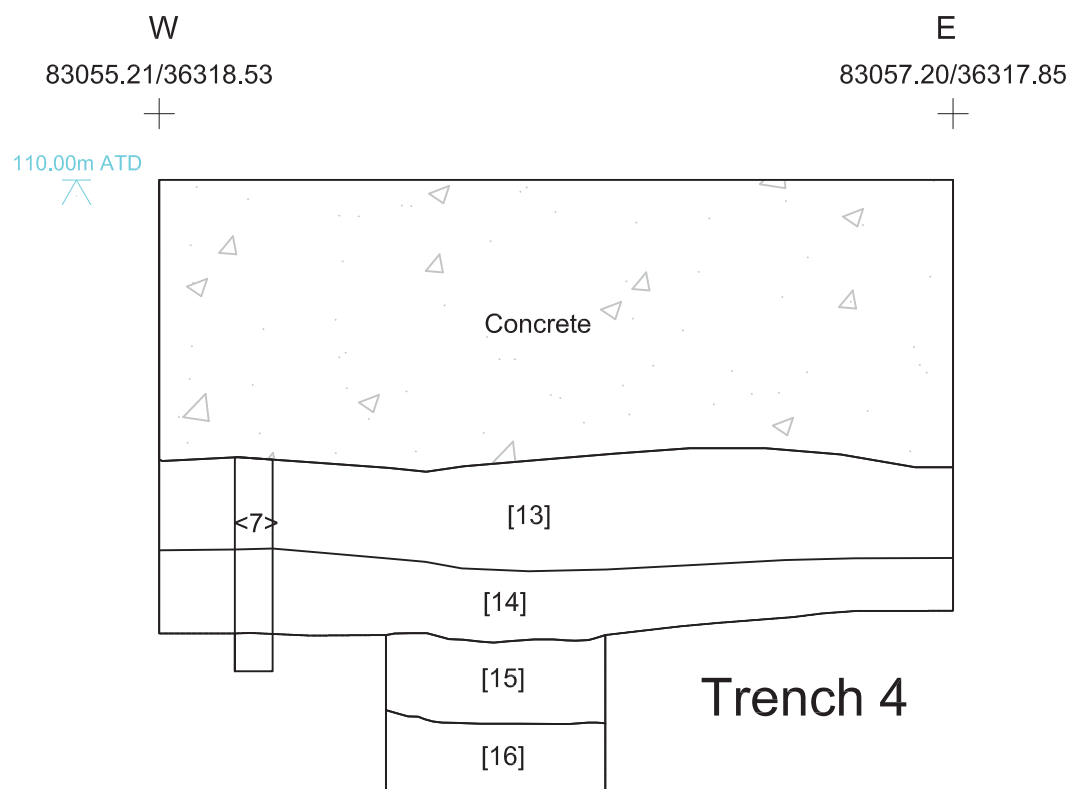 W
E
83055.21/36318.53
83057.20/36317.85
110.00m ATD
Concrete
<7>
[13]
[14]
[15]
Trench 4
[16]